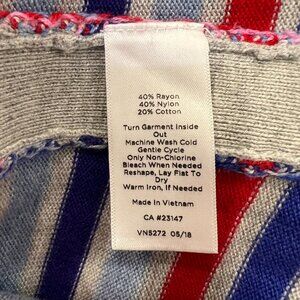 40% Rayon
40% Nylon
20% Cotton
Turn Garment Inside
Out
Machine Wash Cold
Gentle Cycle
Only Non-Chlorine
Bleach When Needed
Reshape, Lay Flat To
Dry
Warm Iron, If Needed
Made In Vietnam
CA #23147
VN5272 05/18